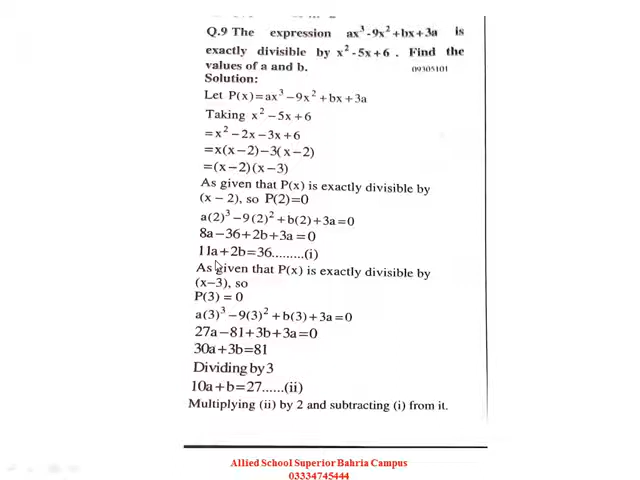 Q.9 The expression ax³-9x²+bx+3a is
exactly divisible by x²-5x+6 . Find the
values of a and b. 09305101
Solution:
Let P(x)=ax³−9x²+bx+3a
Taking x²−5x+6
=x²−2x−3x+6
=x(x−2)−3(x−2)
=(x−2)(x−3)
As given that P(x) is exactly divisible by
(x−2), so P(2)=0
a(2)³−9(2)²+b(2)+3a=0
8a−36+2b+3a=0
11a+2b=36.........(i)
As given that P(x) is exactly divisible by
(x−3), so
P(3) = 0
a(3)³−9(3)²+b(3)+3a=0
27a−81+3b+3a=0
30a+3b=81
Dividing by 3
10a+b=27......(ii)
Multiplying (ii) by 2 and subtracting (i) from it.
Allied School Superior Bahria Campus
03334745444